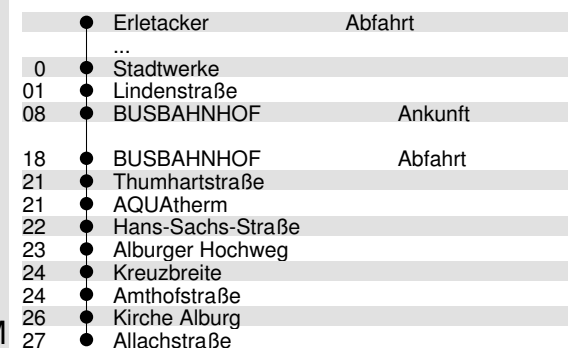 Erletacker Abfahrt
...
0 Stadtwerke
01 Lindenstraße
08 BUSBAHNHOF Ankunft
18 BUSBAHNHOF Abfahrt
21 Thumhartstraße
21 AQUAtherm
22 Hans-Sachs-Straße
23 Alburger Hochweg
24 Kreuzbreite
24 Amthofstraße
26 Kirche Alburg
27 Allachstraße